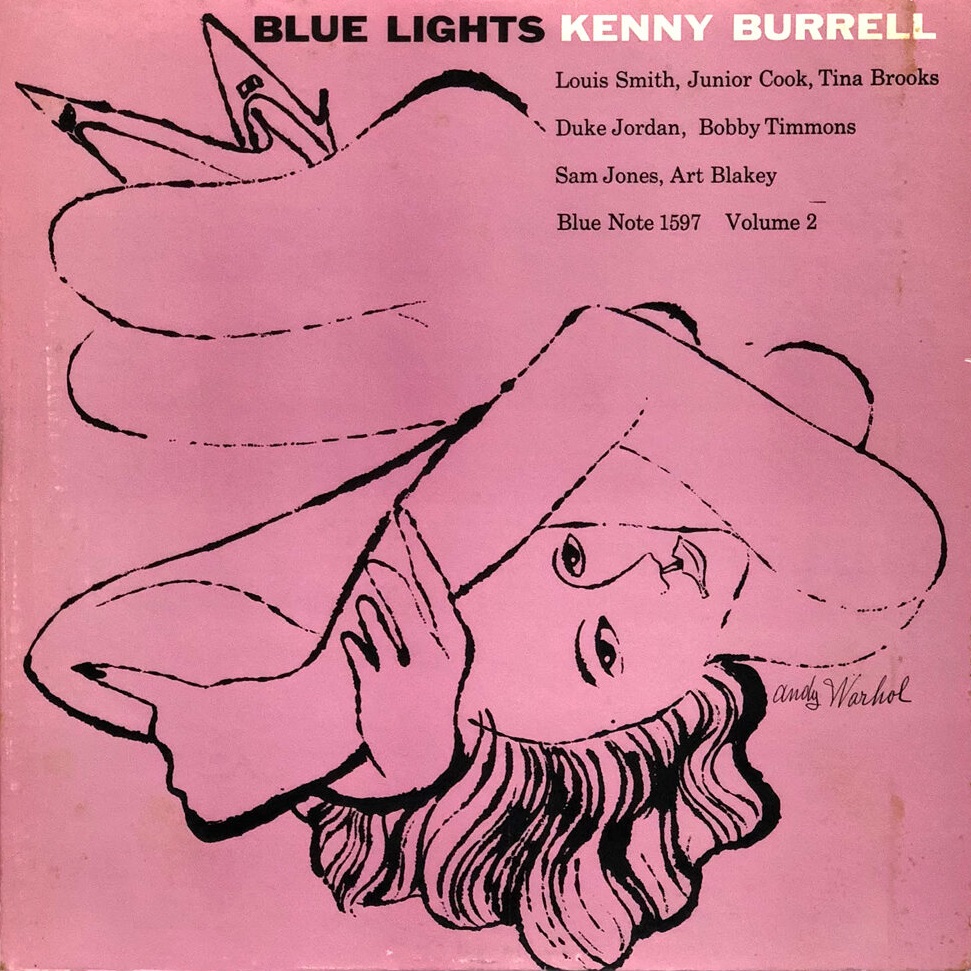 BLUE LIGHTS KENNY BURRELL
Louis Smith, Junior Cook, Tina Brooks
Duke Jordan, Bobby Timmons
Sam Jones, Art Blakey
Blue Note 1597 Volume 2
andy Warhol